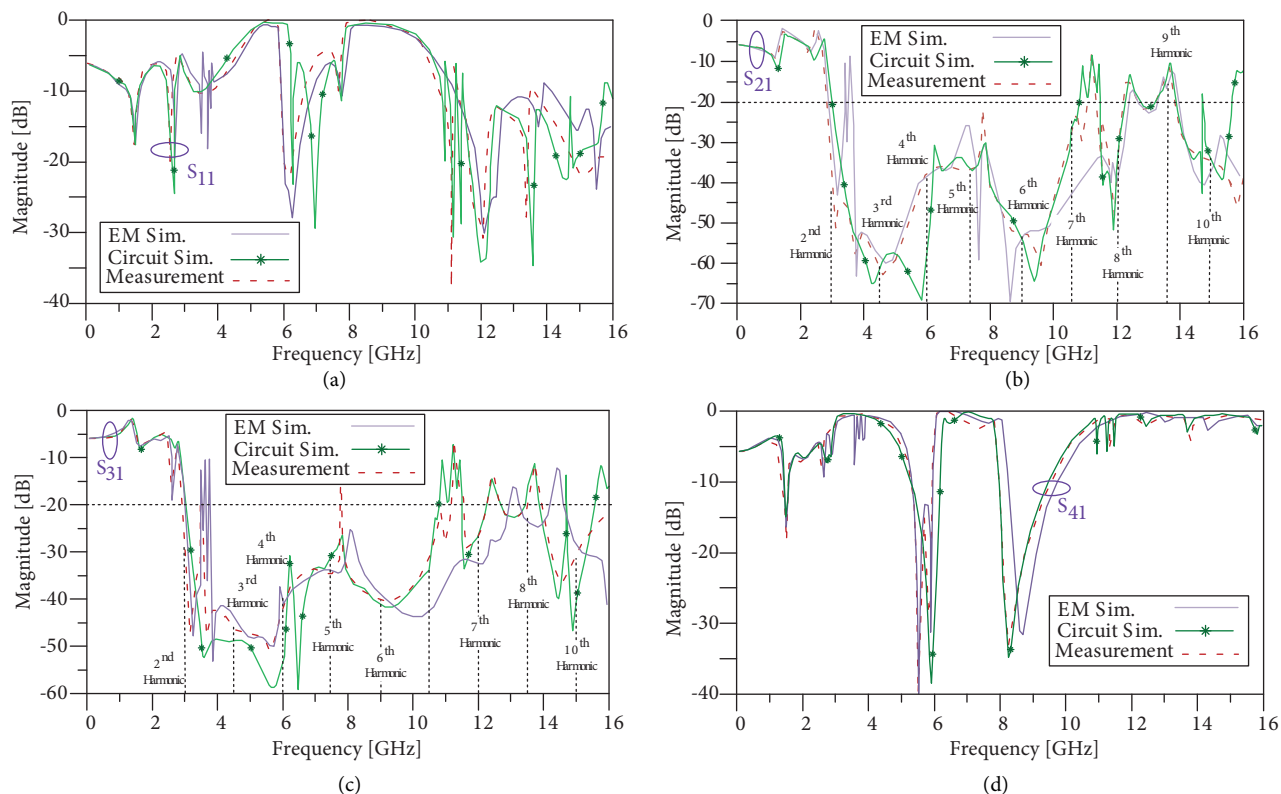 0
-10
-20
-30
-40
Magnitude [dB]
S11
EM Sim.
Circuit Sim.
Measurement
0 2 4 6 8 10 12 14 16
Frequency [GHz]
(a)
0
-10
-20
-30
-40
-50
-60
-70
Magnitude [dB]
S21
EM Sim.
Circuit Sim.
Measurement
9th
Harmonic
4th
Harmonic
3rd
Harmonic
5th
Harmonic
6th
Harmonic
2nd
Harmonic
7th
Harmonic
8th
Harmonic
10th
Harmonic
0 2 4 6 8 10 12 14 16
Frequency [GHz]
(b)
0
-10
-20
-30
-40
-50
-60
Magnitude [dB]
S31
EM Sim.
Circuit Sim.
Measurement
4th
Harmonic
3rd
Harmonic
8th
Harmonic
5th
Harmonic
7th
Harmonic
2nd
Harmonic
6th
Harmonic
10th
Harmonic
0 2 4 6 8 10 12 14 16
Frequency [GHz]
(c)
0
-10
-20
-30
-40
Magnitude [dB]
S41
EM Sim.
Circuit Sim.
Measurement
0 2 4 6 8 10 12 14 16
Frequency [GHz]
(d)